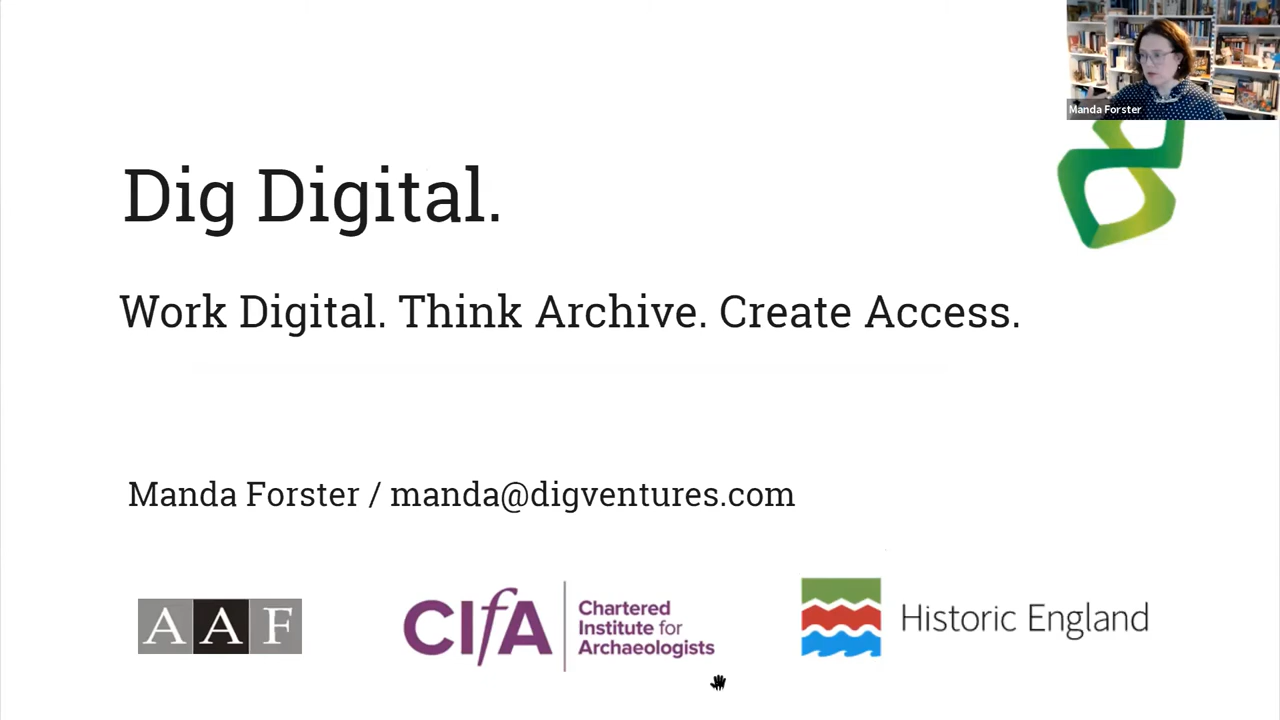 Manda Forster
Dig Digital.
Work Digital. Think Archive. Create Access.
Manda Forster / manda@digventures.com
AAF
CIfA
Chartered
Institute for
Archaeologists
Historic England